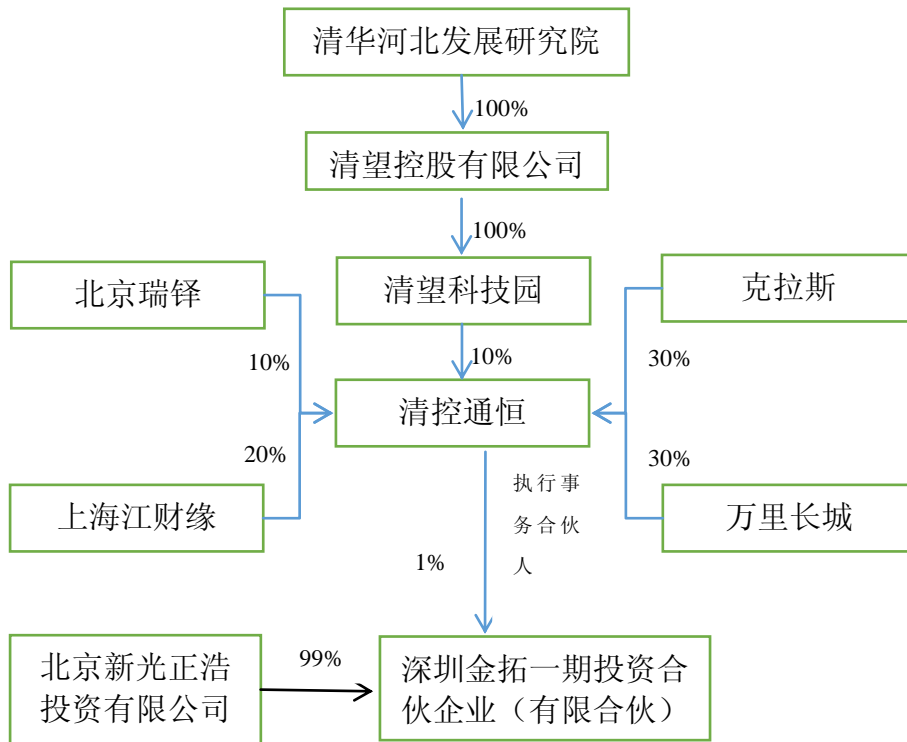 清华河北发展研究院
100%
清望控股有限公司
100%
北京瑞铎
清望科技园
克拉斯
10%
10%
30%
清控通恒
20%
30%
上海江财缘
执行事
务合伙
人
万里长城
1%
北京新光正浩
投资有限公司
99%
深圳金拓一期投资合
伙企业（有限合伙）